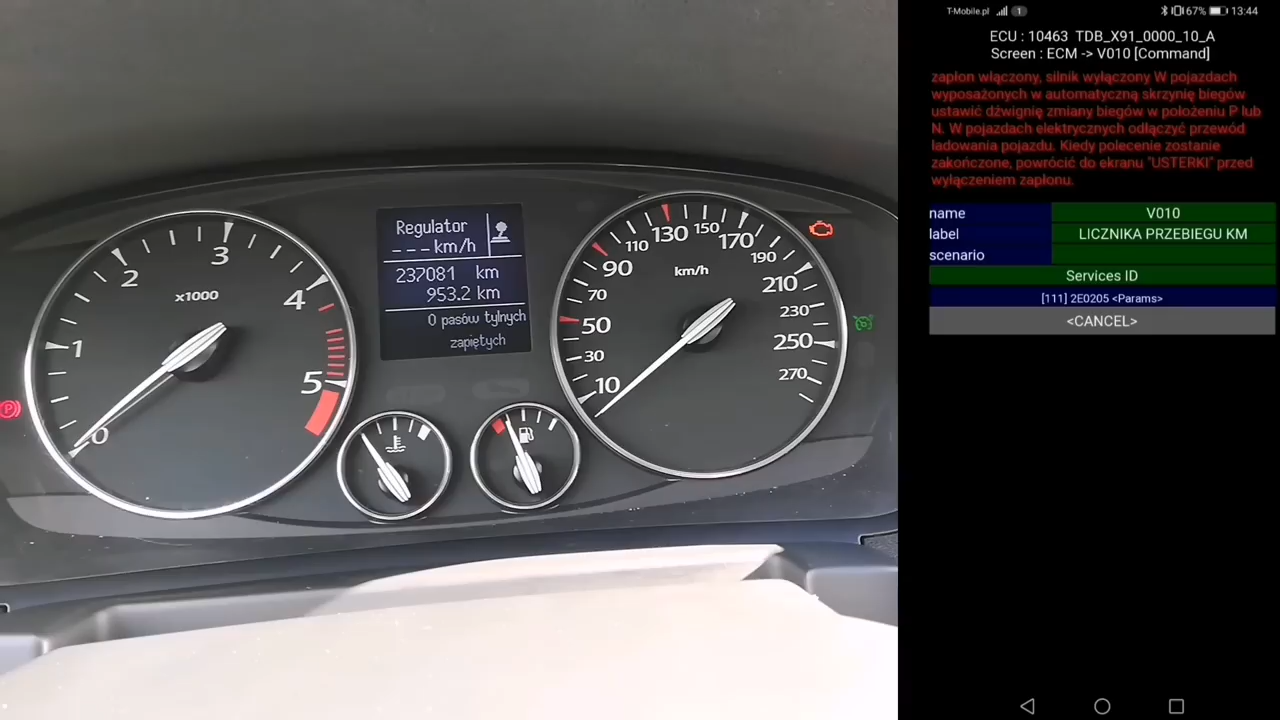 T-Mobile.pl 1 67% 13:44
ECU : 10463 TDB_X91_0000_10_A
Screen : ECM -> V010 [Command]
zapłon włączony, silnik wyłączony W pojazdach
wyposażonych w automatyczną skrzynię biegów
ustawić dźwignię zmiany biegów w położeniu P lub
N. W pojazdach elektrycznych odłączyć przewód
ładowania pojazdu. Kiedy polecenie zostanie
zakończone, powrócić do ekranu "USTERKI" przed
wyłączeniem zapłonu.
name V010
label LICZNIKA PRZEBIEGU KM
scenario
Services ID
[111] 2E0205 <Params>
<CANCEL>
Regulator
---km/h
237081 km
953.2 km
0 pasów tylnych
zapiętych
0
1
2
3
4
5
x1000
10
30
50
70
90
110
130
150
170
190
210
230
250
270
km/h
P